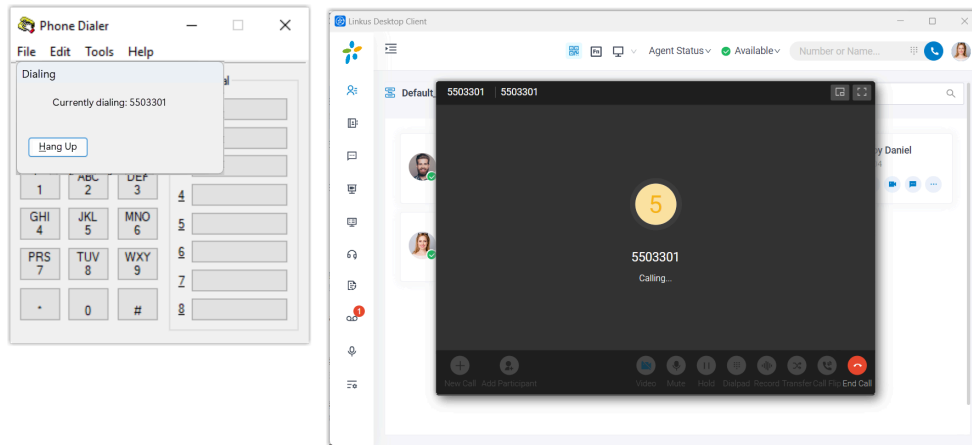 Phone Dialer
File Edit Tools Help
Dialing
Currently dialing: 5503301
Hang Up
1
ABC
2
DEF
3
GHI
4
JKL
5
MNO
6
PRS
7
TUV
8
WXY
9
*
0
#
4
5
6
7
8
Linkus Desktop Client
Agent Status
Available
Number or Name...
Default
5503301 | 5503301
Daniel
5
5503301
Calling...
New Call Add Participant Video Mute Hold Dialpad Record Transfer Call Flip End Call
1